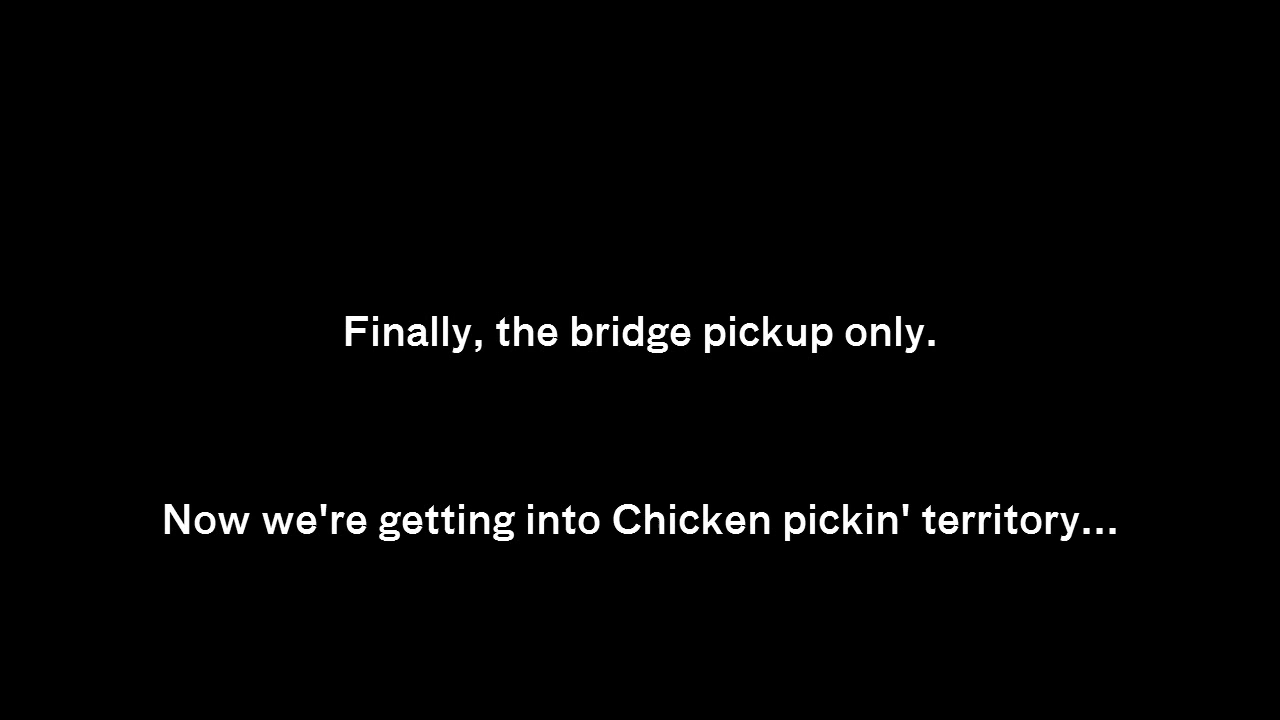 Finally, the bridge pickup only.
Now we're getting into Chicken pickin' territory...